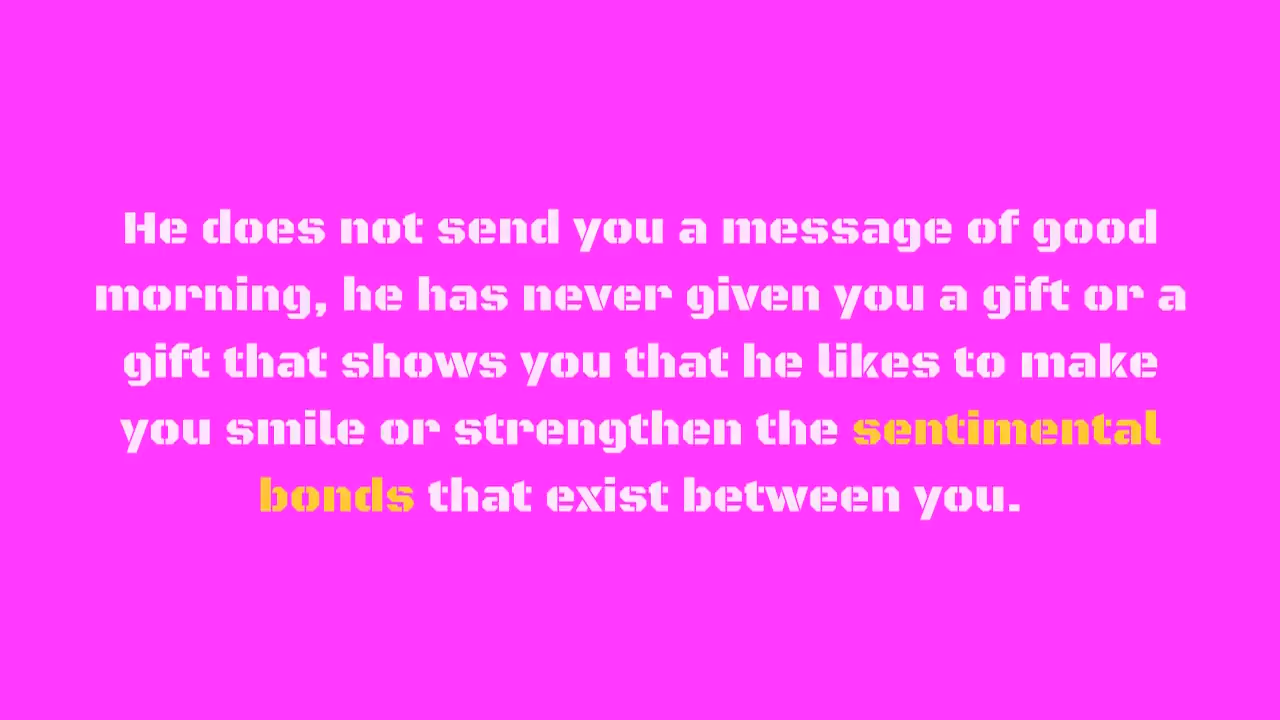 He does not send you a message of good
morning, he has never given you a gift or a
gift that shows you that he likes to make
you smile or strengthen the sentimental
bonds that exist between you.